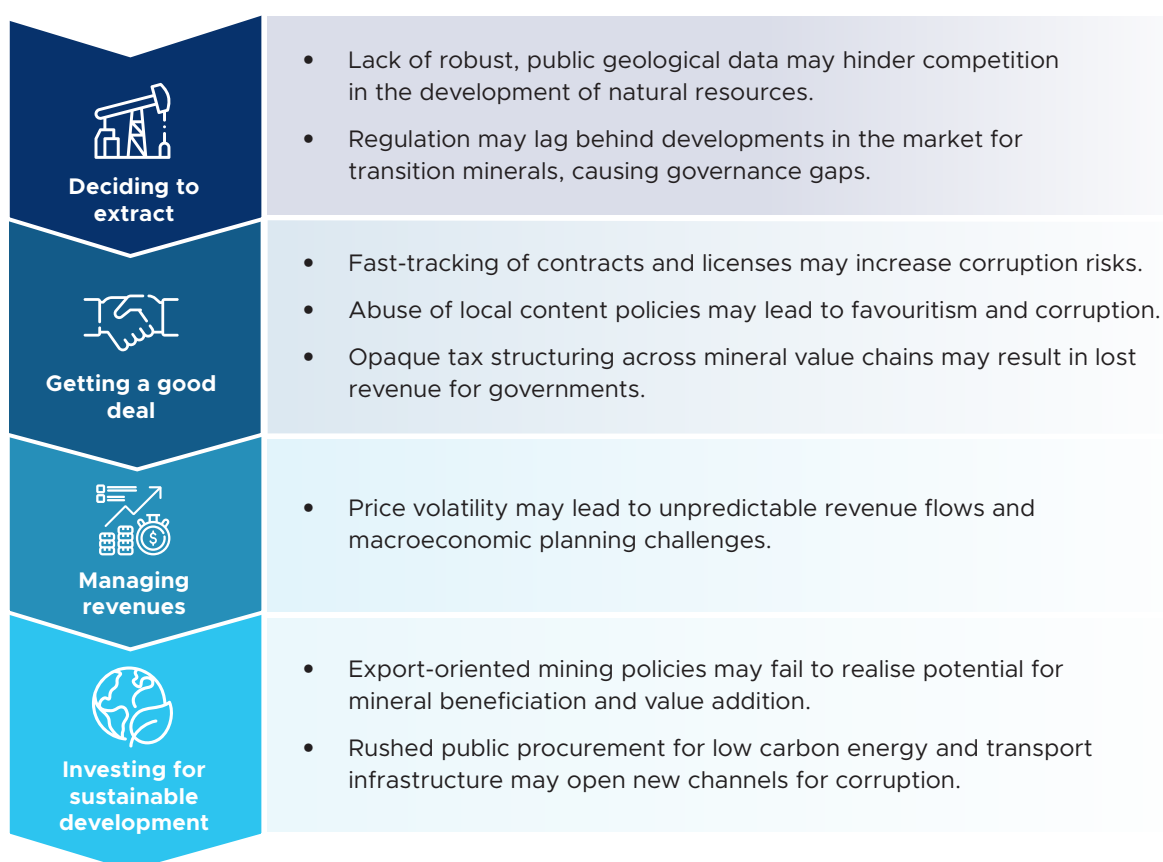 Deciding to
extract
• Lack of robust, public geological data may hinder competition
in the development of natural resources.
• Regulation may lag behind developments in the market for
transition minerals, causing governance gaps.
Getting a good
deal
• Fast-tracking of contracts and licenses may increase corruption risks.
• Abuse of local content policies may lead to favouritism and corruption.
• Opaque tax structuring across mineral value chains may result in lost
revenue for governments.
$
Managing
revenues
• Price volatility may lead to unpredictable revenue flows and
macroeconomic planning challenges.
Investing for
sustainable
development
• Export-oriented mining policies may fail to realise potential for
mineral beneficiation and value addition.
• Rushed public procurement for low carbon energy and transport
infrastructure may open new channels for corruption.